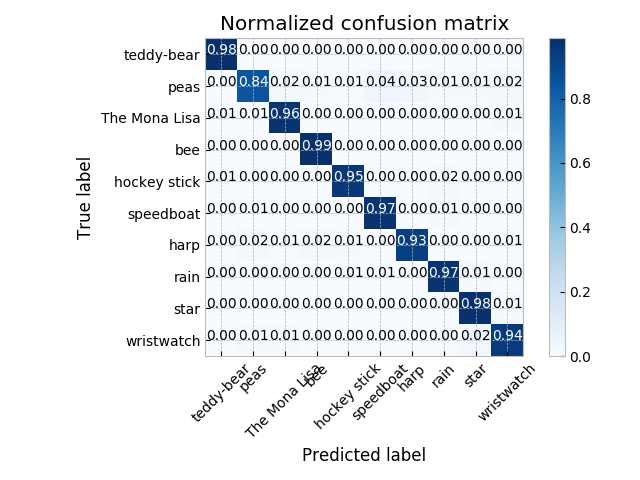 Normalized confusion matrix
teddy-bear 0.98 0.00 0.00 0.00 0.00 0.00 0.00 0.00 0.00 0.00
peas 0.00 0.84 0.02 0.01 0.01 0.04 0.03 0.01 0.01 0.02
The Mona Lisa 0.01 0.01 0.96 0.00 0.00 0.00 0.00 0.00 0.00 0.01
bee 0.00 0.00 0.00 0.99 0.00 0.00 0.00 0.00 0.00 0.00
hockey stick 0.01 0.00 0.00 0.00 0.95 0.00 0.00 0.02 0.00 0.00
speedboat 0.00 0.01 0.00 0.00 0.00 0.97 0.00 0.01 0.00 0.00
harp 0.00 0.02 0.01 0.02 0.01 0.00 0.93 0.00 0.00 0.01
rain 0.00 0.00 0.00 0.00 0.01 0.01 0.00 0.97 0.01 0.00
star 0.00 0.00 0.00 0.00 0.00 0.00 0.00 0.00 0.98 0.01
wristwatch 0.00 0.01 0.01 0.00 0.00 0.00 0.00 0.00 0.02 0.94
True label
teddy-bear peas The Mona Lisa bee hockey stick speedboat harp rain star wristwatch
Predicted label
0.8
0.6
0.4
0.2
0.0